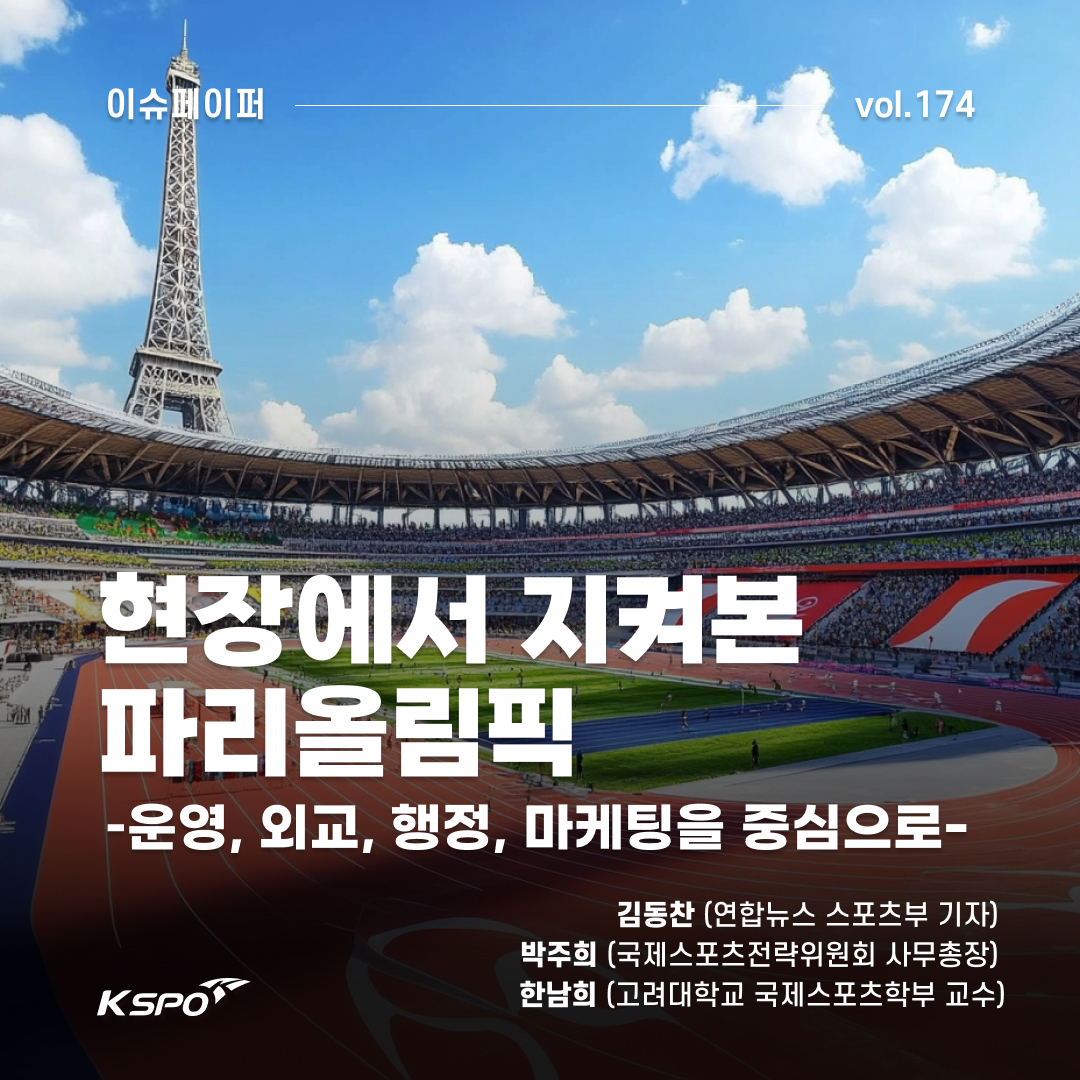 이슈페이퍼
vol.174
현장에서 지켜본
파리올림픽
-운영, 외교, 행정, 마케팅을 중심으로-
김동찬 (연합뉴스 스포츠부 기자)
박주희 (국제스포츠전략위원회 사무총장)
한남희 (고려대학교 국제스포츠학부 교수)
KSPO